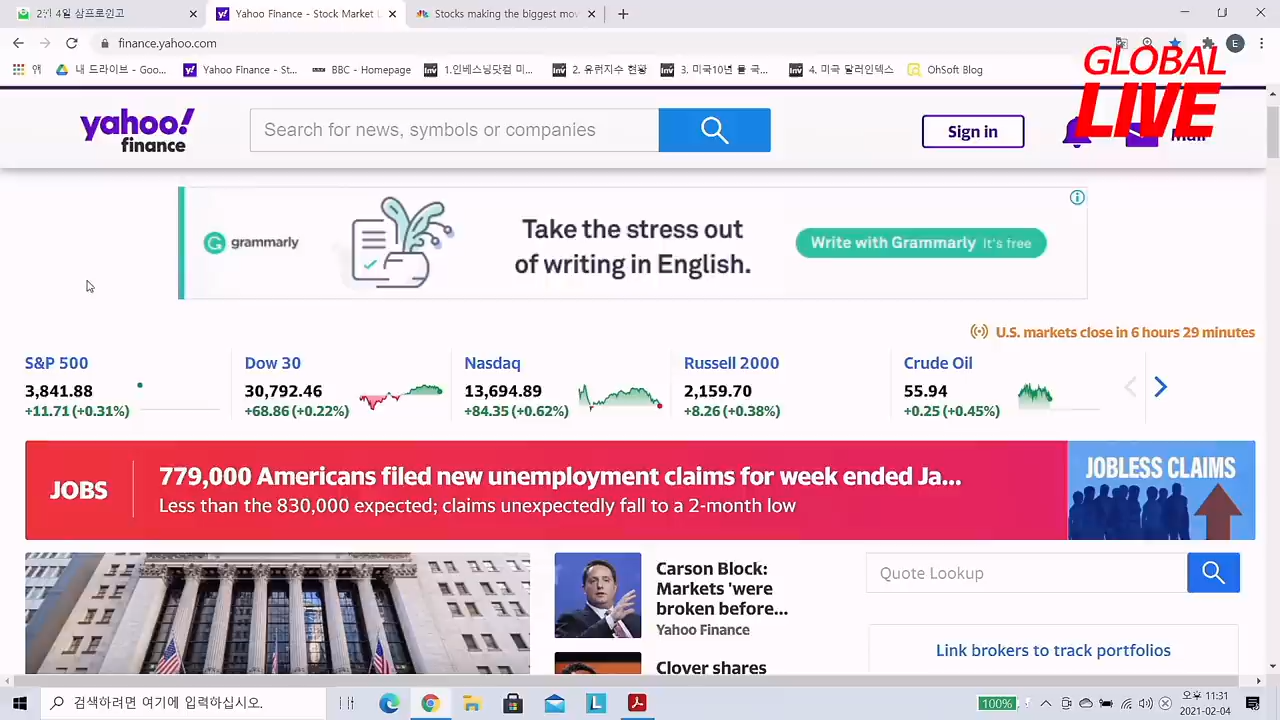 2월 4일 삼프로원고
Yahoo Finance - Stock Market L
Stocks making the biggest mov
finance.yahoo.com
E
앱
내 드라이브 - Goo...
Yahoo Finance - St...
BBC - Homepage
1.인베스닝닷컴 미...
2. 유럽지수 현황
3. 미국10년 물 국...
4. 미국 달러인덱스
OhSoft Blog
GLOBAL
LIVE
yahoo!
finance
Search for news, symbols or companies
Sign in
Mail
grammarly
Take the stress out
of writing in English.
Write with Grammarly It's free
U.S. markets close in 6 hours 29 minutes
S&P 500
3,841.88
+11.71 (+0.31%)
Dow 30
30,792.46
+68.86 (+0.22%)
Nasdaq
13,694.89
+84.35 (+0.62%)
Russell 2000
2,159.70
+8.26 (+0.38%)
Crude Oil
55.94
+0.25 (+0.45%)
JOBS
779,000 Americans filed new unemployment claims for week ended Ja...
Less than the 830,000 expected; claims unexpectedly fall to a 2-month low
JOBLESS CLAIMS
Carson Block:
Markets 'were
broken before...
Yahoo Finance
Clover shares
Quote Lookup
Link brokers to track portfolios
검색하려면 여기에 입력하십시오.
100%
오후 11:31
2021-02-04